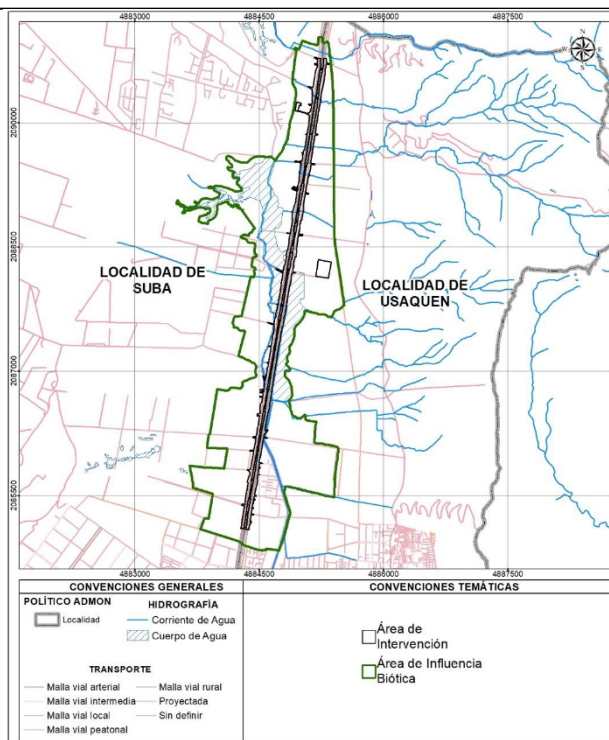 4883000 4884500 4886000 4887500
N
W E
S
2090000
2088500
2087000
2085500
LOCALIDAD DE
SUBA
LOCALIDAD DE
USAQUEN
4883000 4884500 4886000 4887500
CONVENCIONES GENERALES
POLÍTICO ADMON
Localidad
HIDROGRAFÍA
Corriente de Agua
Cuerpo de Agua
TRANSPORTE
Malla vial arterial
Malla vial intermedia
Malla vial local
Malla vial peatonal
Malla vial rural
Proyectada
Sin definir
CONVENCIONES TEMÁTICAS
Área de
Intervención
Área de Influencia
Biótica